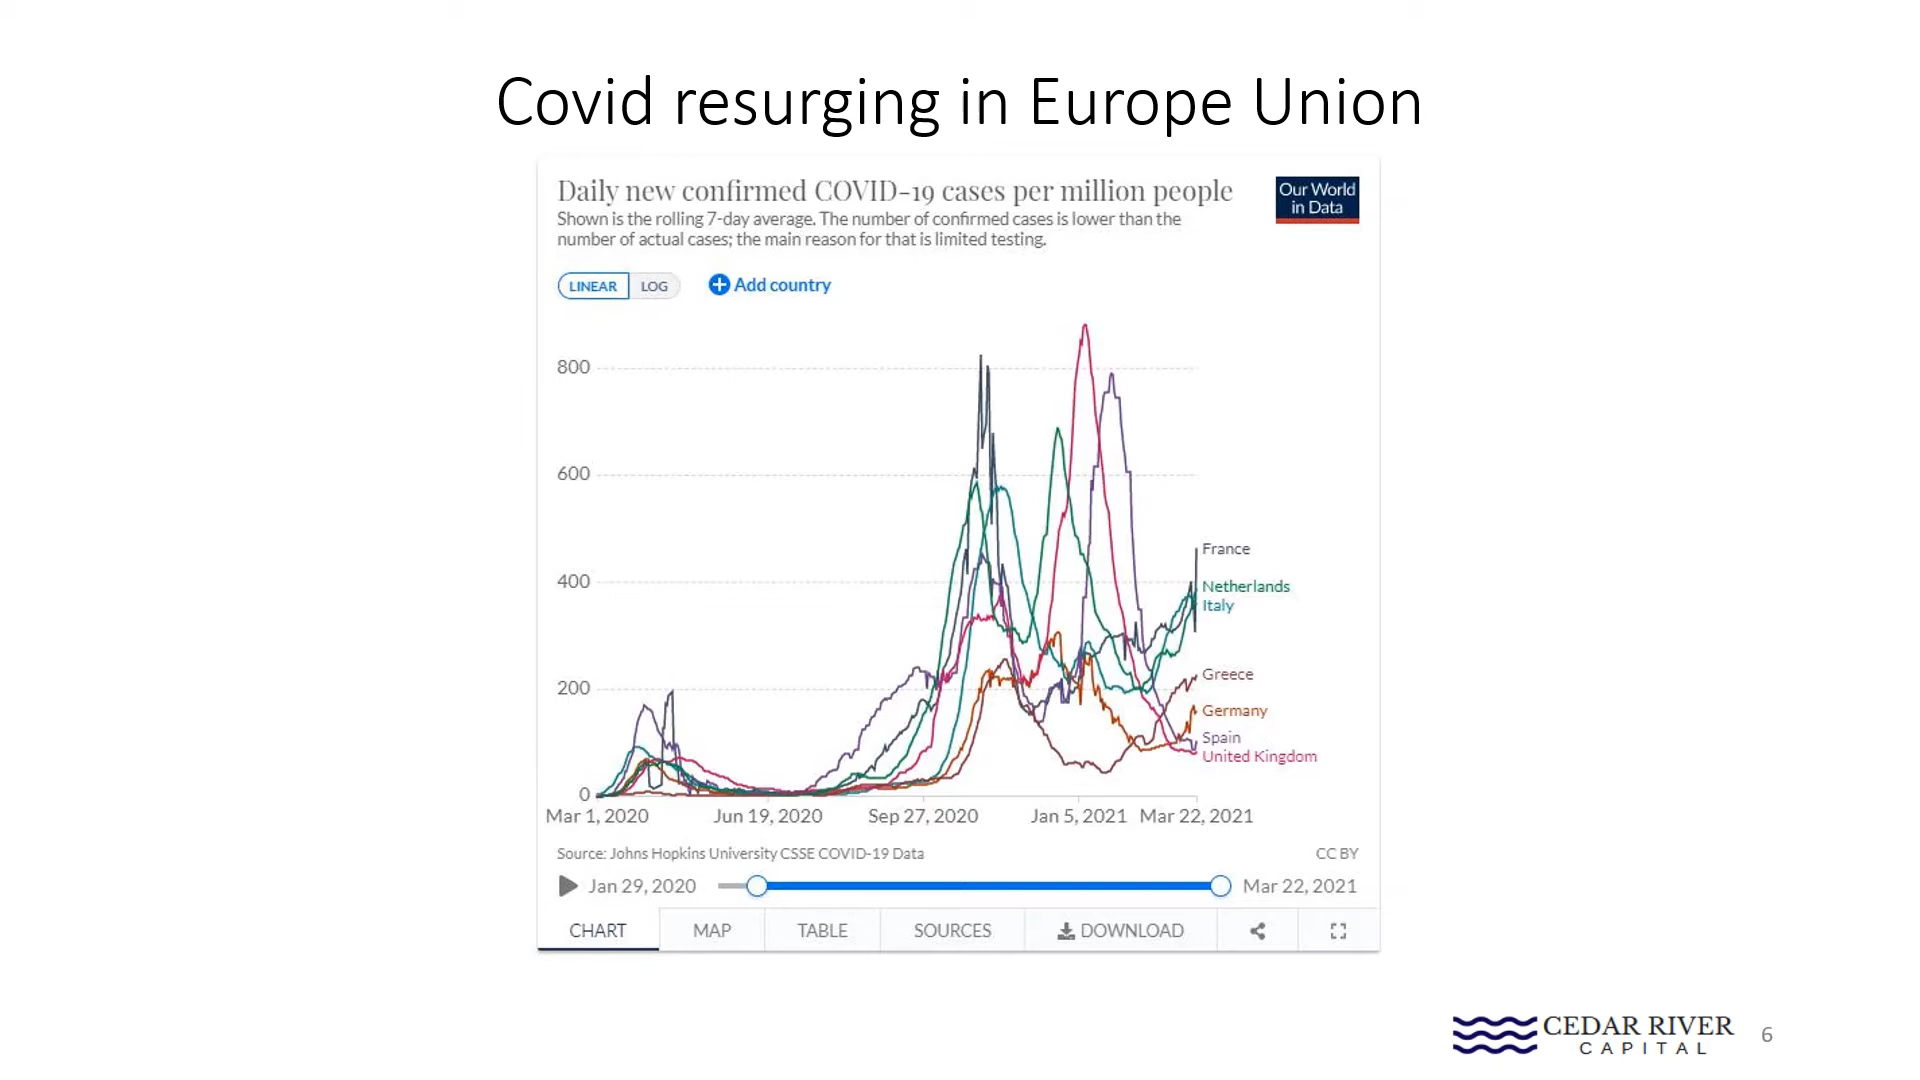 Covid resurging in Europe Union
Daily new confirmed COVID-19 cases per million people
Shown is the rolling 7-day average. The number of confirmed cases is lower than the
number of actual cases; the main reason for that is limited testing.
Our World
in Data
LINEAR LOG
Add country
800
600
400
200
0
France
Netherlands
Italy
Greece
Germany
Spain
United Kingdom
Mar 1, 2020 Jun 19, 2020 Sep 27, 2020 Jan 5, 2021 Mar 22, 2021
Source: Johns Hopkins University CSSE COVID-19 Data CC BY
Jan 29, 2020 Mar 22, 2021
CHART MAP TABLE SOURCES DOWNLOAD
CEDAR RIVER
CAPITAL
6